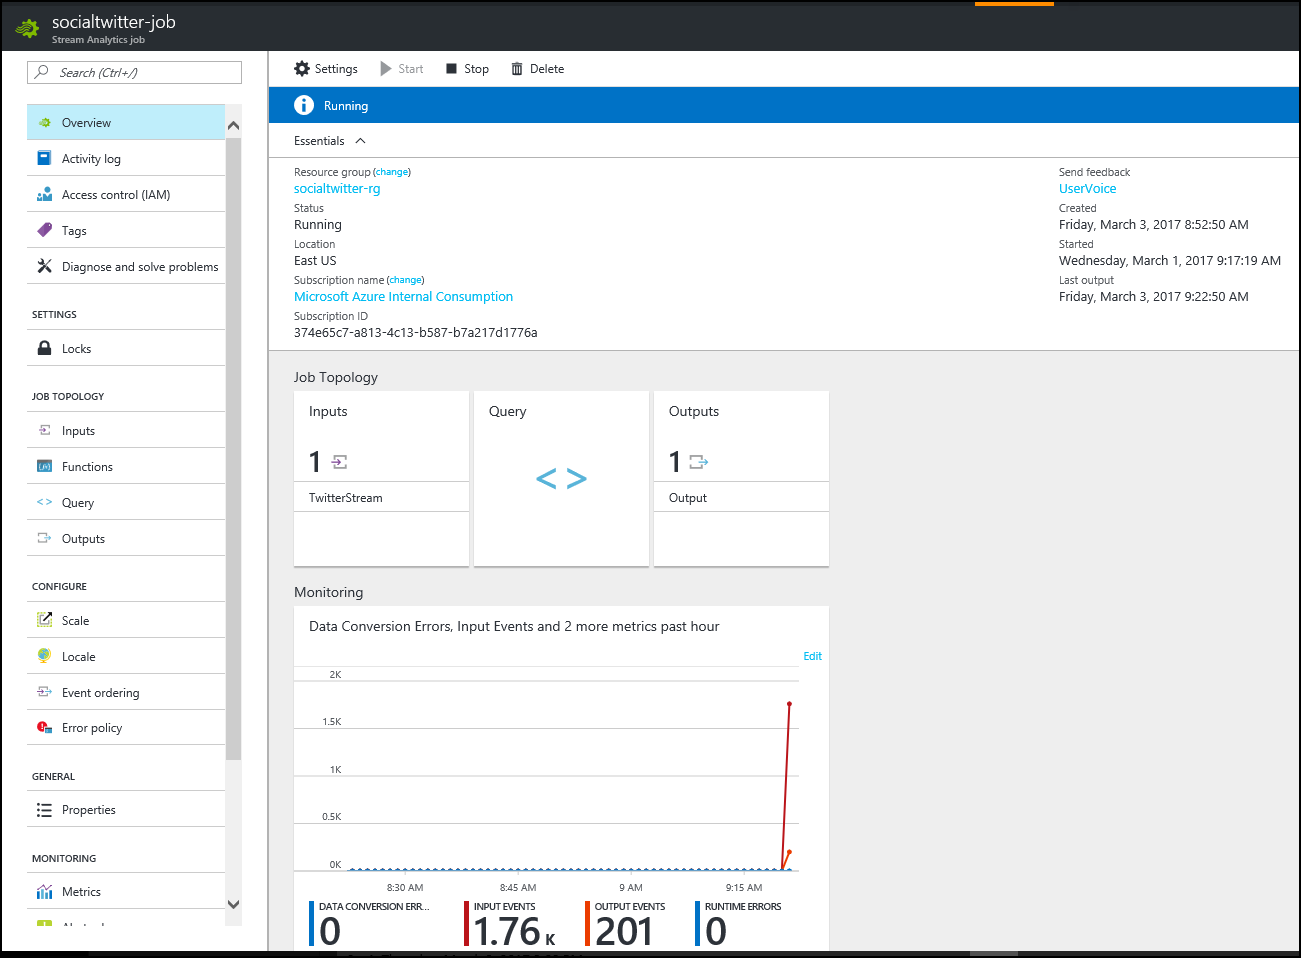 socialtwitter-job
Stream Analytics job
Search (Ctrl+/)
Overview
Activity log
Access control (IAM)
Tags
Diagnose and solve problems
SETTINGS
Locks
JOB TOPOLOGY
Inputs
Functions
Query
Outputs
CONFIGURE
Scale
Locale
Event ordering
Error policy
GENERAL
Properties
MONITORING
Metrics
Settings
Start
Stop
Delete
Running
Essentials
Resource group (change)
socialtwitter-rg
Status
Running
Location
East US
Subscription name (change)
Microsoft Azure Internal Consumption
Subscription ID
374e65c7-a813-4c13-b587-b7a217d1776a
Send feedback
UserVoice
Created
Friday, March 3, 2017 8:52:50 AM
Started
Wednesday, March 1, 2017 9:17:19 AM
Last output
Friday, March 3, 2017 9:22:50 AM
Job Topology
Inputs
1
TwitterStream
Query
< >
Outputs
1
Output
Monitoring
Data Conversion Errors, Input Events and 2 more metrics past hour
Edit
2K
1.5K
1K
0.5K
0K
8:30 AM 8:45 AM 9 AM 9:15 AM
DATA CONVERSION ERR...
0
INPUT EVENTS
1.76 K
OUTPUT EVENTS
201
RUNTIME ERRORS
0